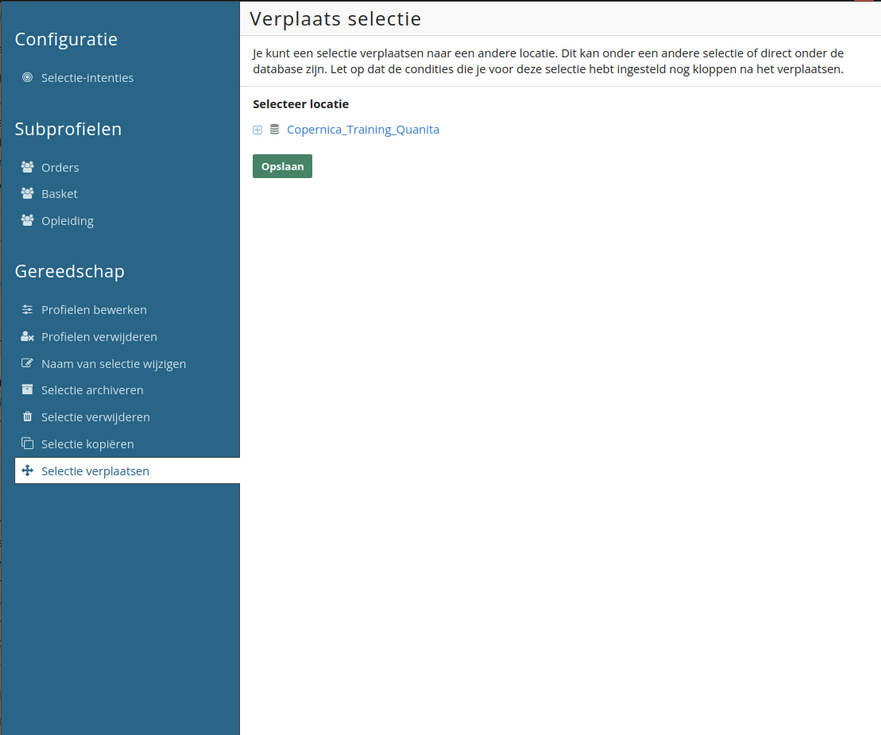 Configuratie
Selectie-intenties
Subprofielen
Orders
Basket
Opleiding
Gereedschap
Profielen bewerken
Profielen verwijderen
Naam van selectie wijzigen
Selectie archiveren
Selectie verwijderen
Selectie kopiëren
Selectie verplaatsen
Verplaats selectie
Je kunt een selectie verplaatsen naar een andere locatie. Dit kan onder een andere selectie of direct onder de
database zijn. Let op dat de condities die je voor deze selectie hebt ingesteld nog kloppen na het verplaatsen.
Selecteer locatie
Copernica_Training_Quanita
Opslaan